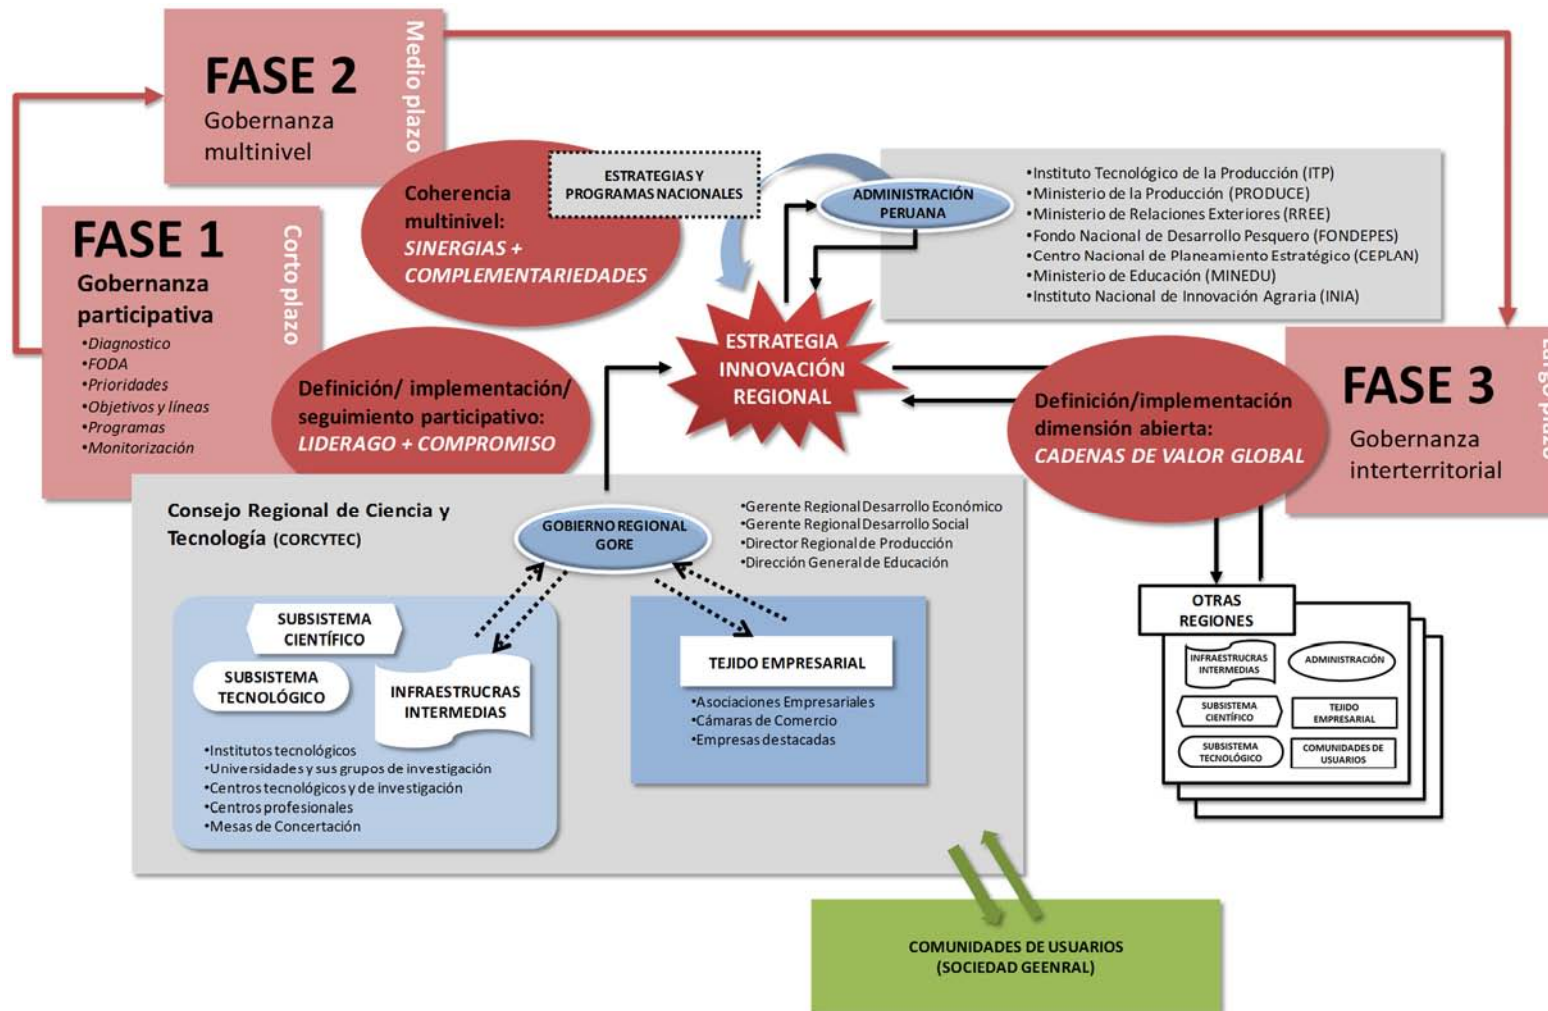 FASE 2
Gobernanza
multinivel
Medio plazo
FASE 1
Gobernanza
participativa
•Diagnostico
•FODA
•Prioridades
•Objetivos y líneas
•Programas
•Monitorización
Corto plazo
Coherencia
multinivel:
SINERGIAS +
COMPLEMENTARIEDADES
ESTRATEGIAS Y
PROGRAMAS NACIONALES
ADMINISTRACIÓN
PERUANA
•Instituto Tecnológico de la Producción (ITP)
•Ministerio de la Producción (PRODUCE)
•Ministerio de Relaciones Exteriores (RREE)
•Fondo Nacional de Desarrollo Pesquero (FONDEPES)
•Centro Nacional de Planeamiento Estratégico (CEPLAN)
•Ministerio de Educación (MINEDU)
•Instituto Nacional de Innovación Agraria (INIA)
Definición/ implementación/
seguimiento participativo:
LIDERAGO + COMPROMISO
ESTRATEGIA
INNOVACIÓN
REGIONAL
Definición/implementación
dimensión abierta:
CADENAS DE VALOR GLOBAL
FASE 3
Gobernanza
interterritorial
Largo plazo
Consejo Regional de Ciencia y
Tecnología (CORCYTEC)
GOBIERNO REGIONAL
GORE
•Gerente Regional Desarrollo Económico
•Gerente Regional Desarrollo Social
•Director Regional de Producción
•Dirección General de Educación
SUBSISTEMA
CIENTÍFICO
SUBSISTEMA
TECNOLÓGICO
INFRAESTRUCRAS
INTERMEDIAS
•Institutos tecnológicos
•Universidades y sus grupos de investigación
•Centros tecnológicos y de investigación
•Centros profesionales
•Mesas de Concertación
TEJIDO EMPRESARIAL
•Asociaciones Empresariales
•Cámaras de Comercio
•Empresas destacadas
OTRAS
REGIONES
INFRAESTRUCRAS
INTERMEDIAS
ADMINISTRACIÓN
SUBSISTEMA
CIENTÍFICO
TEJIDO
EMPRESARIAL
SUBSISTEMA
TECNOLÓGICO
COMUNIDADES DE
USUARIOS
COMUNIDADES DE USUARIOS
(SOCIEDAD GEENRAL)